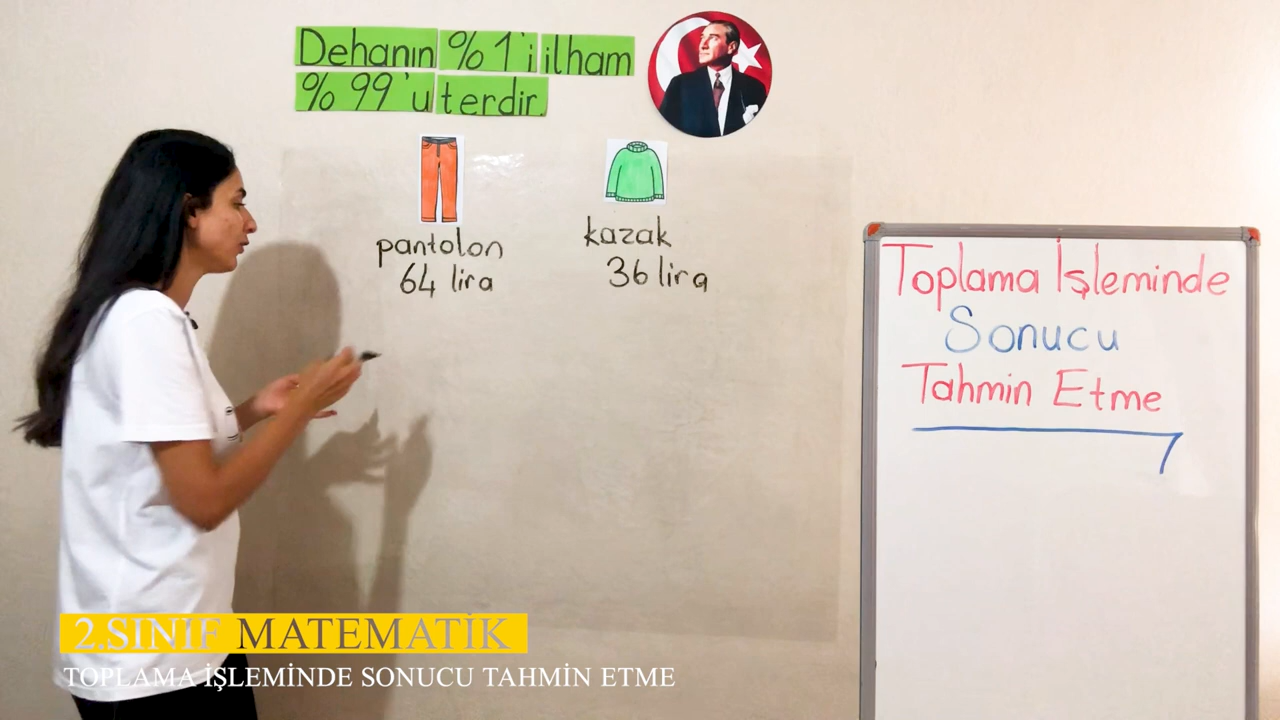 Dehanın %1'i ilham
%99'u terdir.
pantolon
64 lira
kazak
36 lira
Toplama İşleminde
Sonucu
Tahmin Etme
2.SINIF MATEMATİK
TOPLAMA İŞLEMİNDE SONUCU TAHMİN ETME